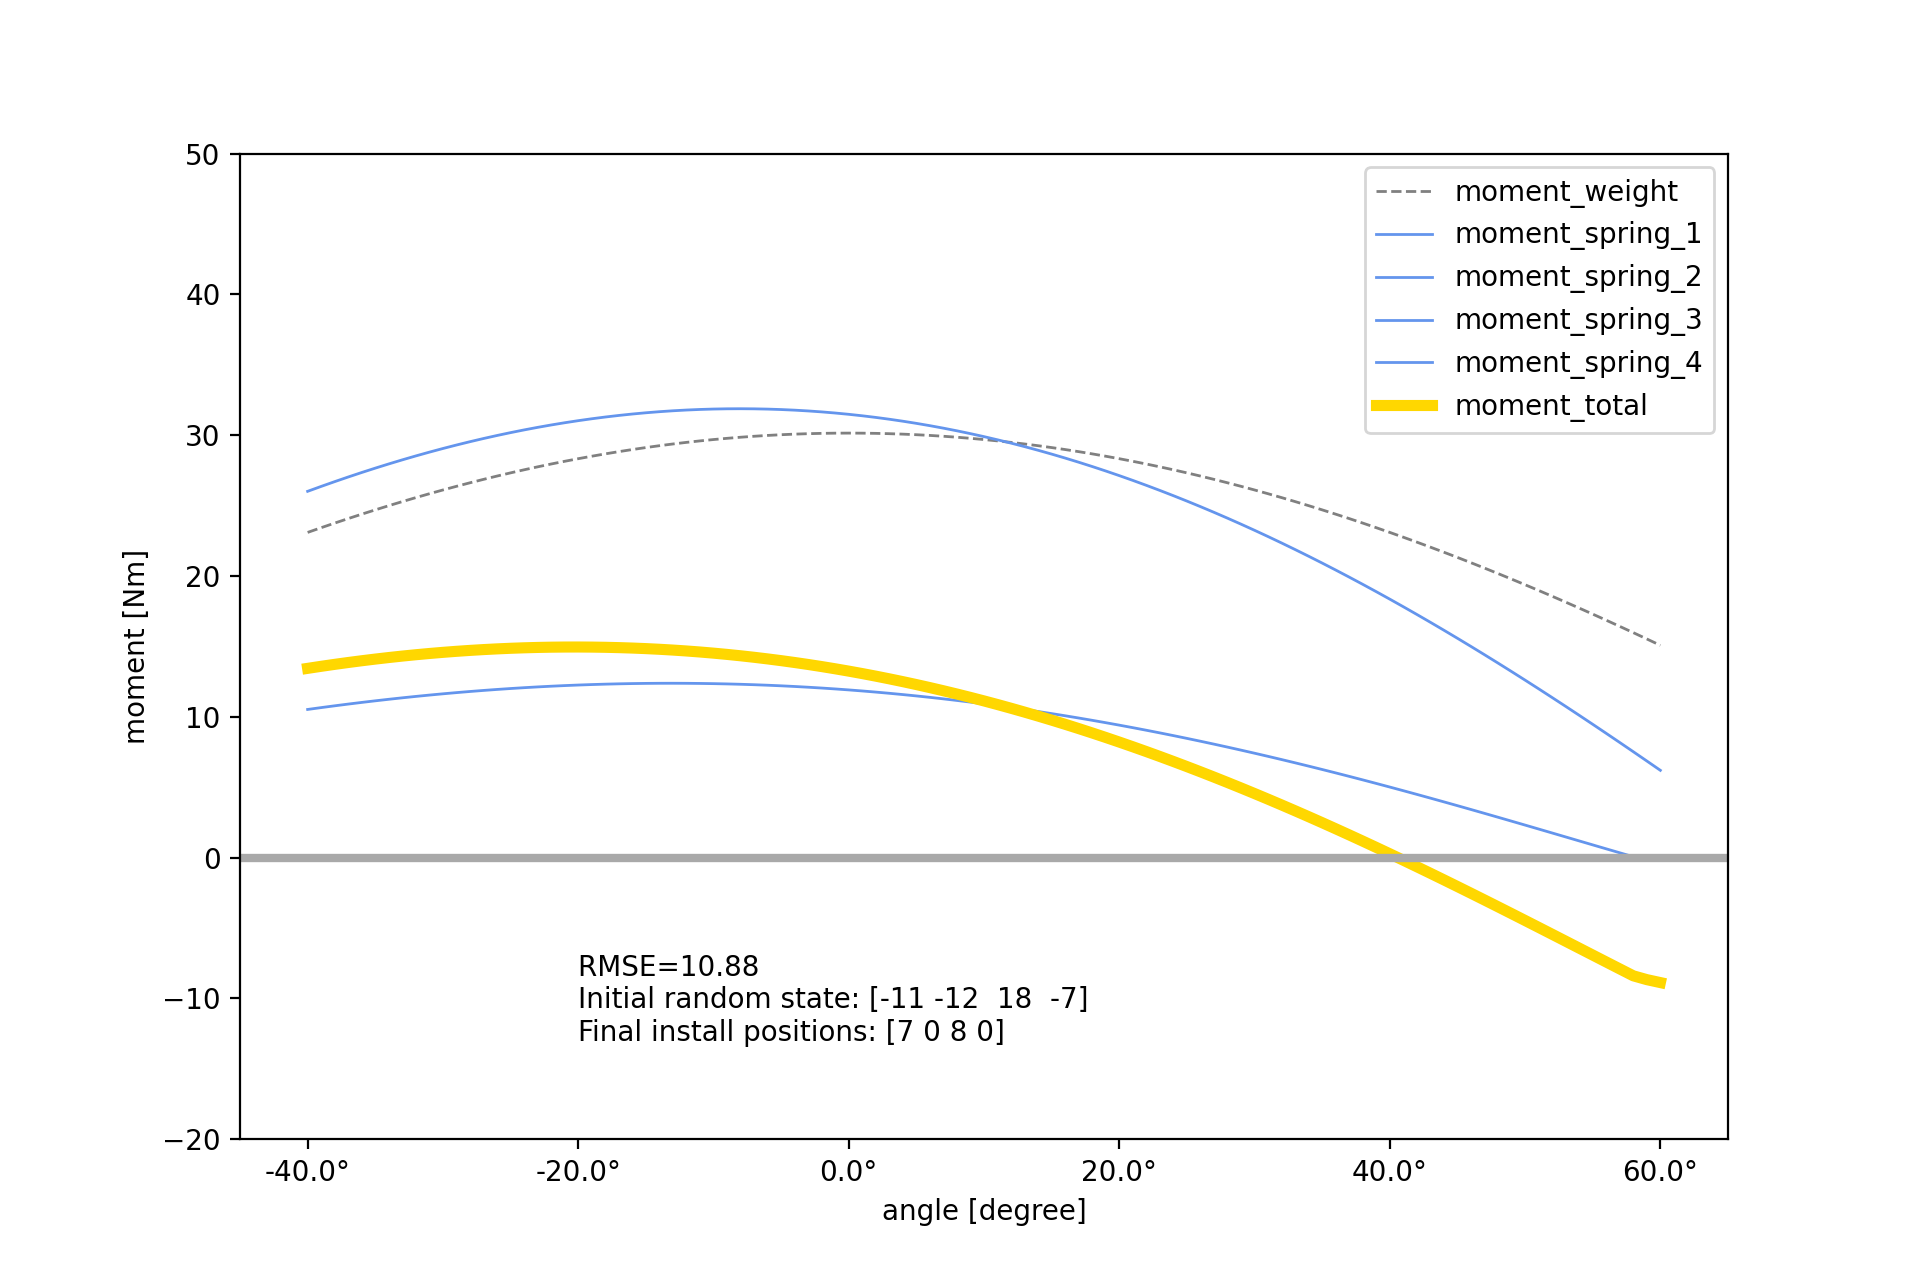 50
40
30
20
10
0
−10
−20
moment [Nm]
moment_weight
moment_spring_1
moment_spring_2
moment_spring_3
moment_spring_4
moment_total
RMSE=10.88
Initial random state: [-11 -12  18  -7]
Final install positions: [7 0 8 0]
-40.0° -20.0° 0.0° 20.0° 40.0° 60.0°
angle [degree]